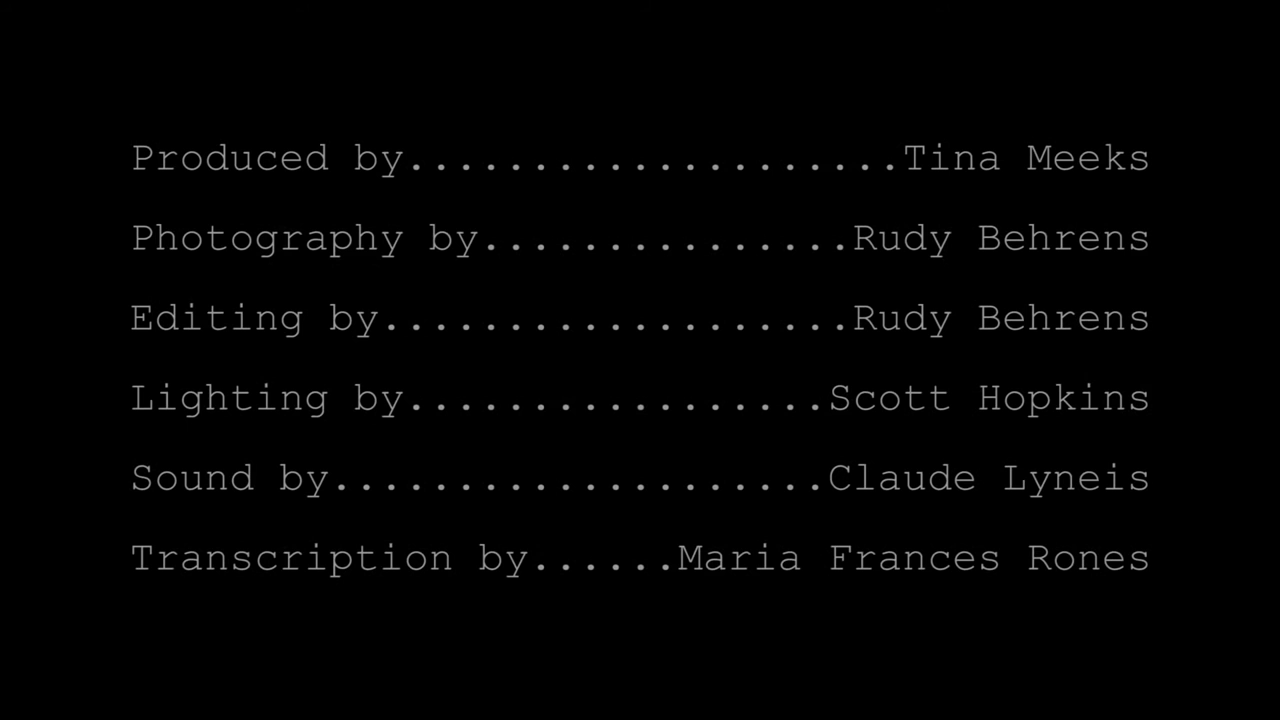 Produced by....................Tina Meeks
Photography by...............Rudy Behrens
Editing by...................Rudy Behrens
Lighting by.................Scott Hopkins
Sound by....................Claude Lyneis
Transcription by......Maria Frances Rones